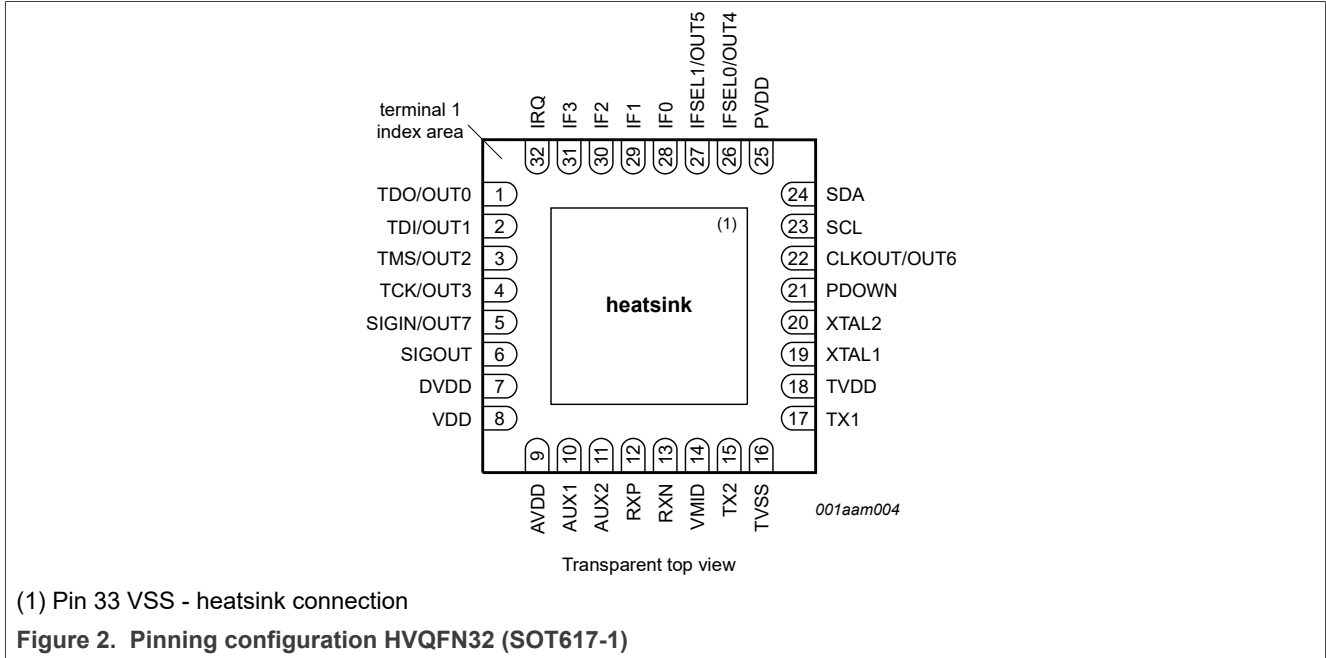 IFSEL1/OUT5
IFSEL0/OUT4
IRQ
IF3
IF2
IF1
IF0
PVDD
terminal 1
index area
32
31
30
29
28
27
26
25
TDO/OUT0 1
24 SDA
TDI/OUT1 2
(1)
23 SCL
TMS/OUT2 3
22 CLKOUT/OUT6
TCK/OUT3 4
heatsink
21 PDOWN
SIGIN/OUT7 5
20 XTAL2
SIGOUT 6
19 XTAL1
DVDD 7
18 TVDD
VDD 8
17 TX1
9
10
11
12
13
14
15
16
AVDD
AUX1
AUX2
RXP
RXN
VMID
TX2
TVSS
001aam004
Transparent top view
(1) Pin 33 VSS - heatsink connection
Figure 2. Pinning configuration HVQFN32 (SOT617-1)